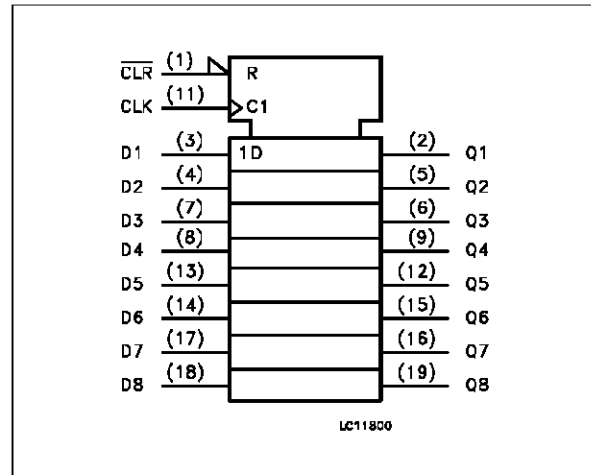 C̅L̅R̅ (1) R
CLK (11) C1
D1 (3) 1D (2) Q1
D2 (4) (5) Q2
D3 (7) (6) Q3
D4 (8) (9) Q4
D5 (13) (12) Q5
D6 (14) (15) Q6
D7 (17) (16) Q7
D8 (18) (19) Q8
LC11800